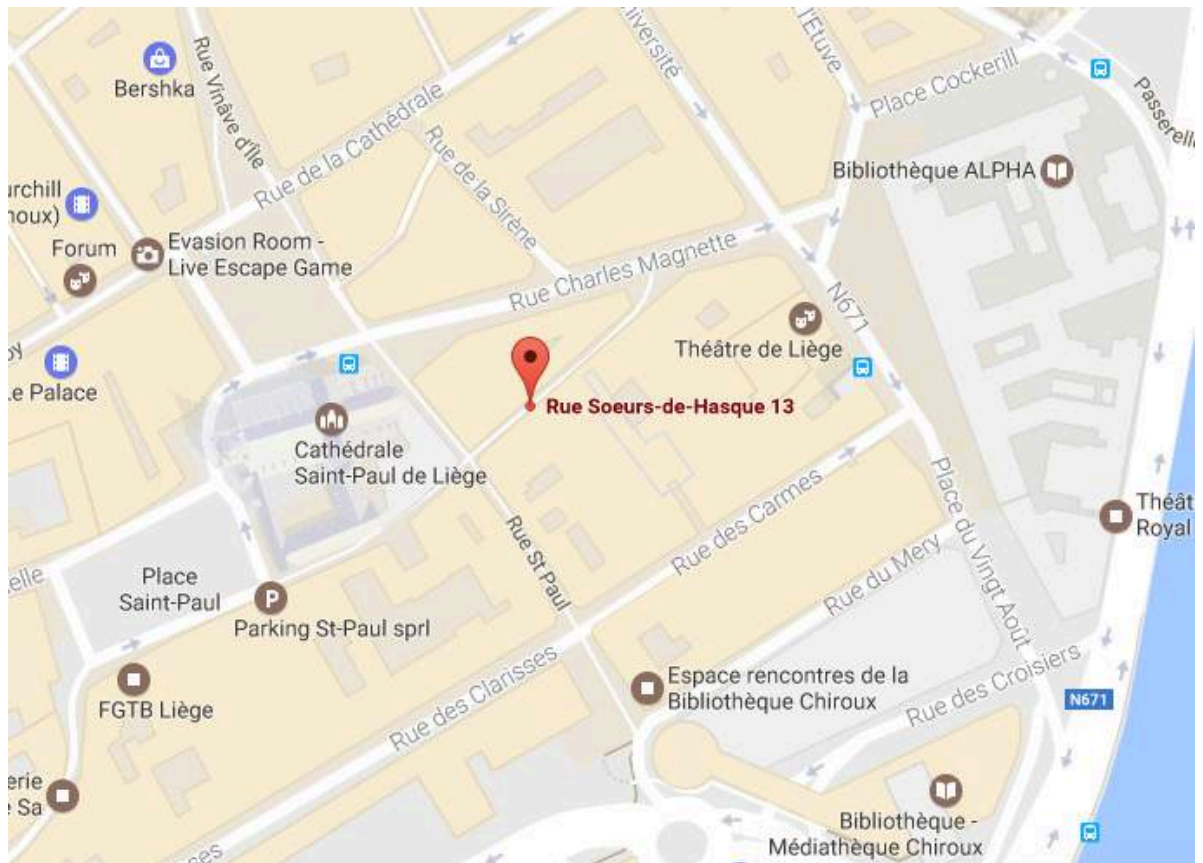 Bershka
Rue Vinâve d'Île
Rue de la Cathédrale
Université
l'Etuve
Place Cockerill
Passerelle
Bibliothèque ALPHA
urchill
noux)
Forum
Evasion Room -
Live Escape Game
Rue de la Sirène
Rue Charles Magnette
N671
Théâtre de Liège
oy
Le Palace
Rue Soeurs-de-Hasque 13
Cathédrale
Saint-Paul de Liège
Rue St Paul
Rue des Carmes
Place du Vingt Août
Théât
Royal
Rue du Mery
elle
Place
Saint-Paul
P
Parking St-Paul sprl
FGTB Liège
Rue des Clarisses
Espace rencontres de la
Bibliothèque Chiroux
Rue des Croisiers
N671
erie
e Sa
Bibliothèque -
Médiathèque Chiroux
sses